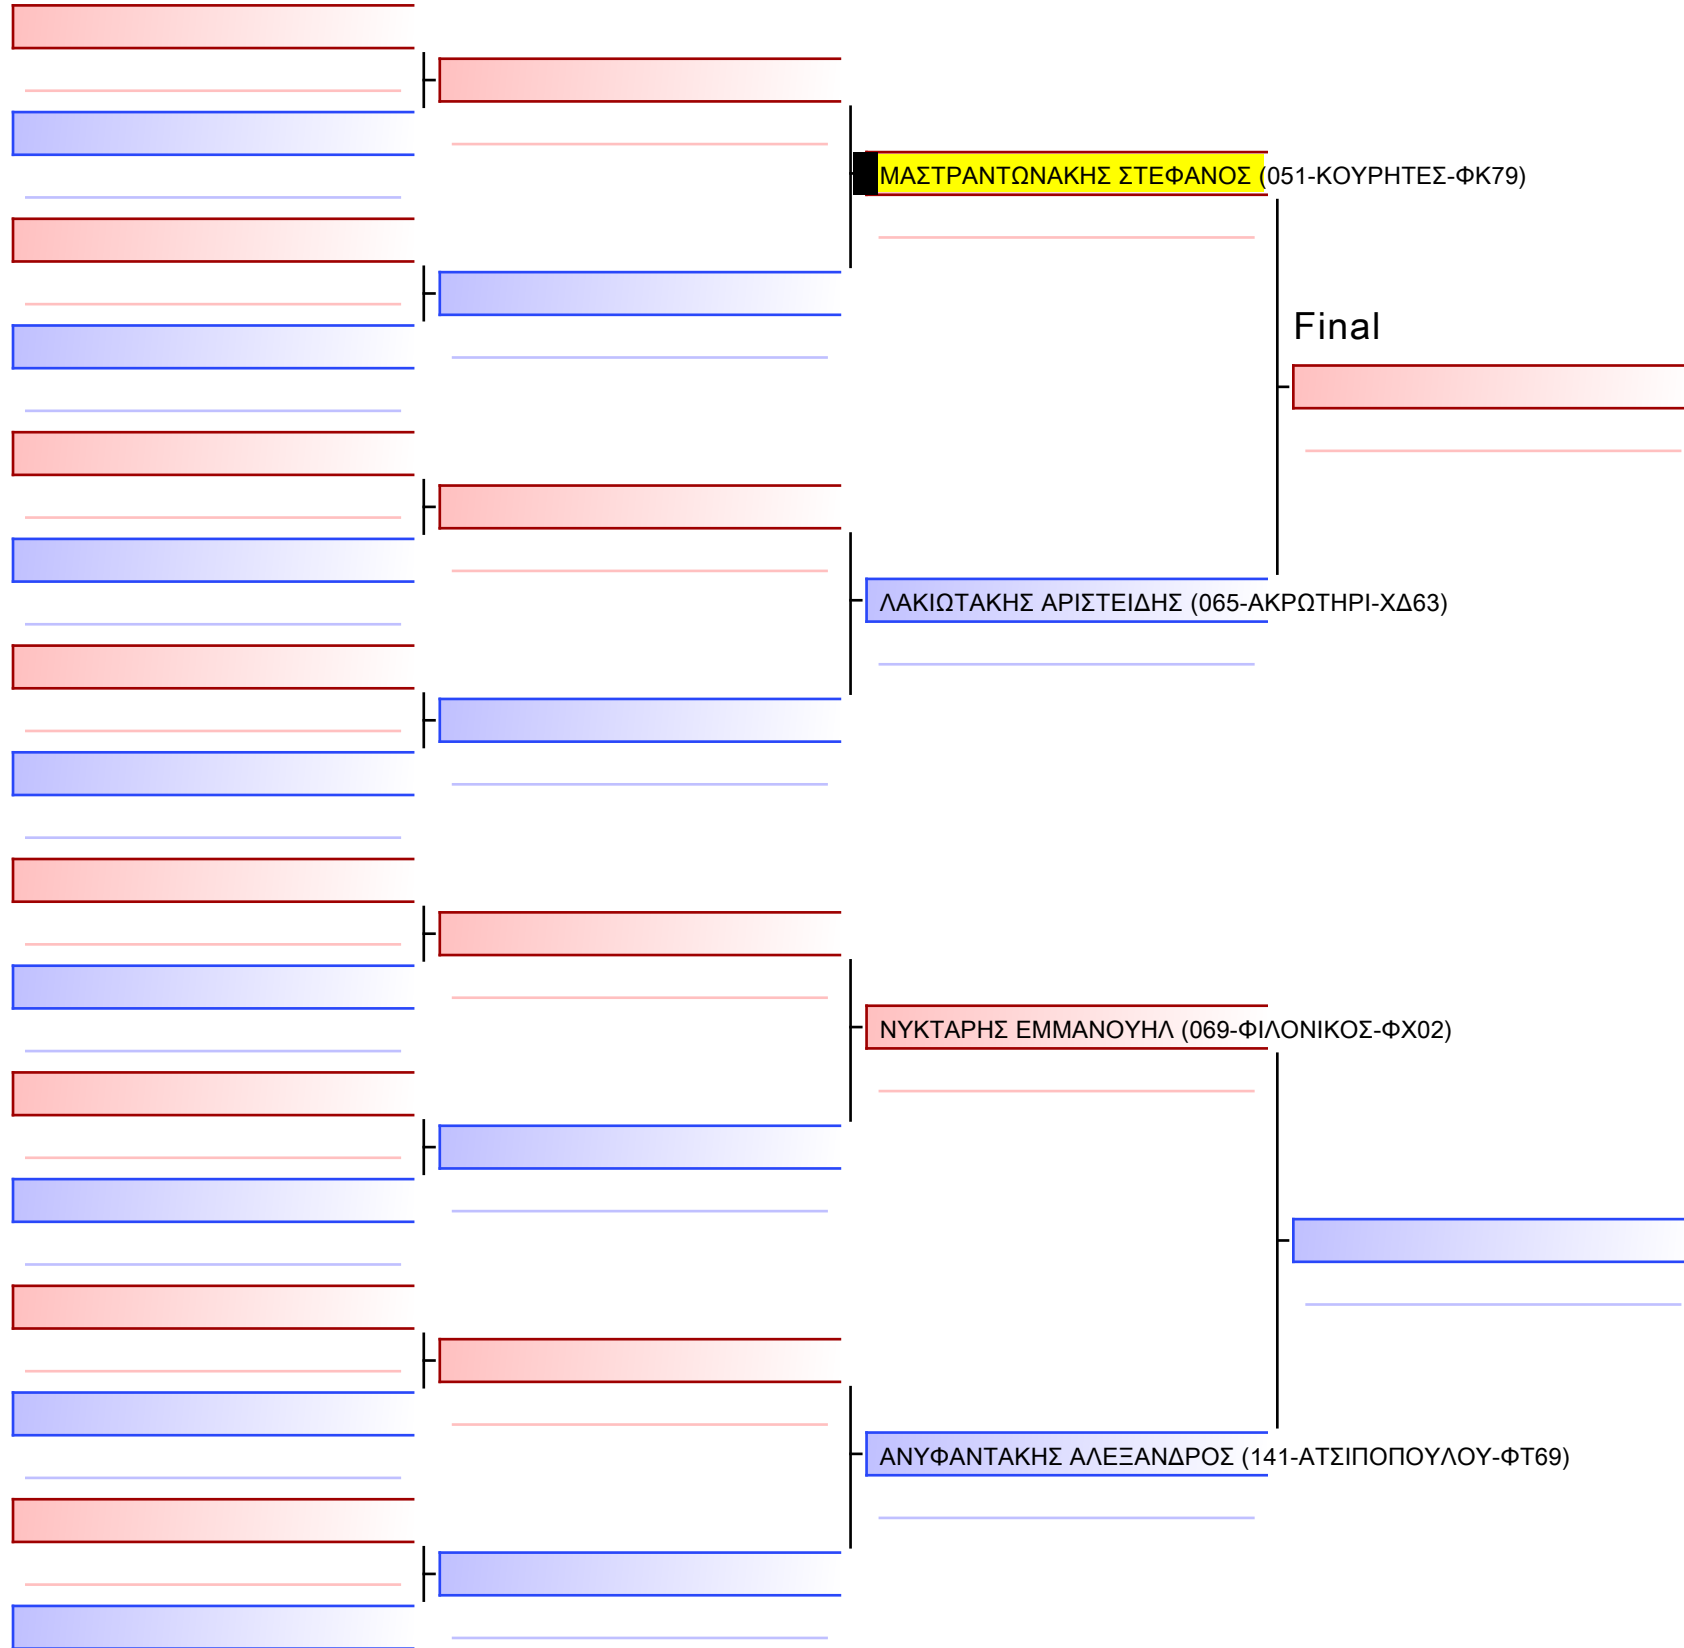 ΜΑΣΤΡΑΝΤΩΝΑΚΗΣ ΣΤΕΦΑΝΟΣ (051-ΚΟΥΡΗΤΕΣ-ΦΚ79)
Final
ΛΑΚΙΩΤΑΚΗΣ ΑΡΙΣΤΕΙΔΗΣ (065-ΑΚΡΩΤΗΡΙ-ΧΔ63)
ΝΥΚΤΑΡΗΣ ΕΜΜΑΝΟΥΗΛ (069-ΦΙΛΟΝΙΚΟΣ-ΦΧ02)
ΑΝΥΦΑΝΤΑΚΗΣ ΑΛΕΞΑΝΔΡΟΣ (141-ΑΤΣΙΠΟΠΟΥΛΟΥ-ΦΤ69)